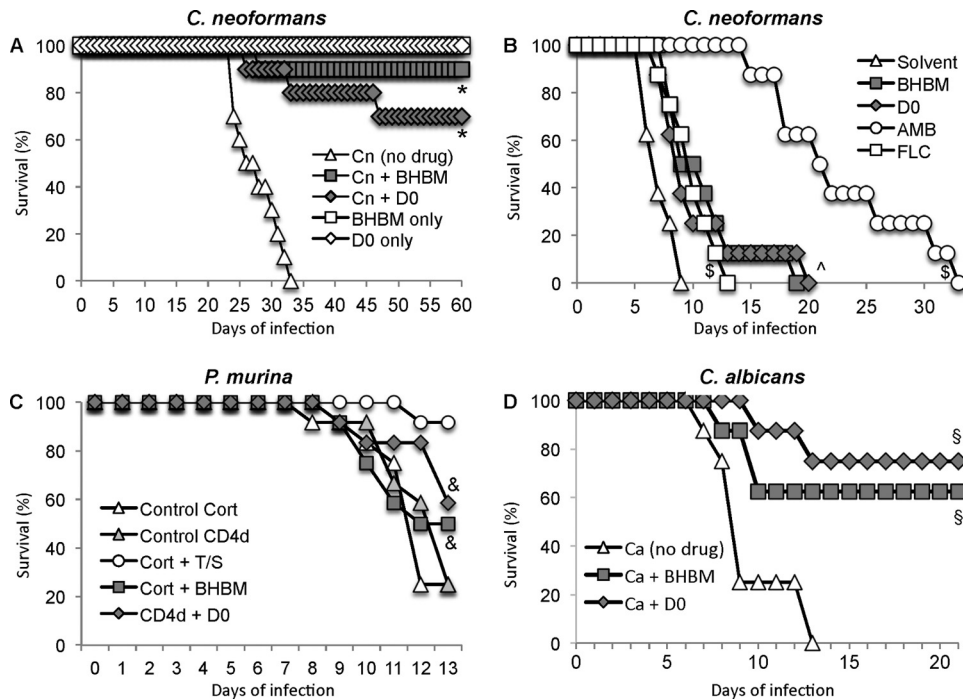 C. neoformans
A
100
80
60
40
20
0
Survival (%)
*
*
Cn (no drug)
Cn + BHBM
Cn + D0
BHBM only
D0 only
0 5 10 15 20 25 30 35 40 45 50 55 60
Days of infection
C. neoformans
B
100
80
60
40
20
0
Survival (%)
Solvent
BHBM
D0
AMB
FLC
$
^
$
0 5 10 15 20 25 30
Days of infection
P. murina
C
100
80
60
40
20
0
Survival (%)
&
&
Control Cort
Control CD4d
Cort + T/S
Cort + BHBM
CD4d + D0
0 1 2 3 4 5 6 7 8 9 10 11 12 13
Days of infection
C. albicans
D
100
80
60
40
20
0
Survival (%)
§
§
Ca (no drug)
Ca + BHBM
Ca + D0
0 5 10 15 20
Days of infection